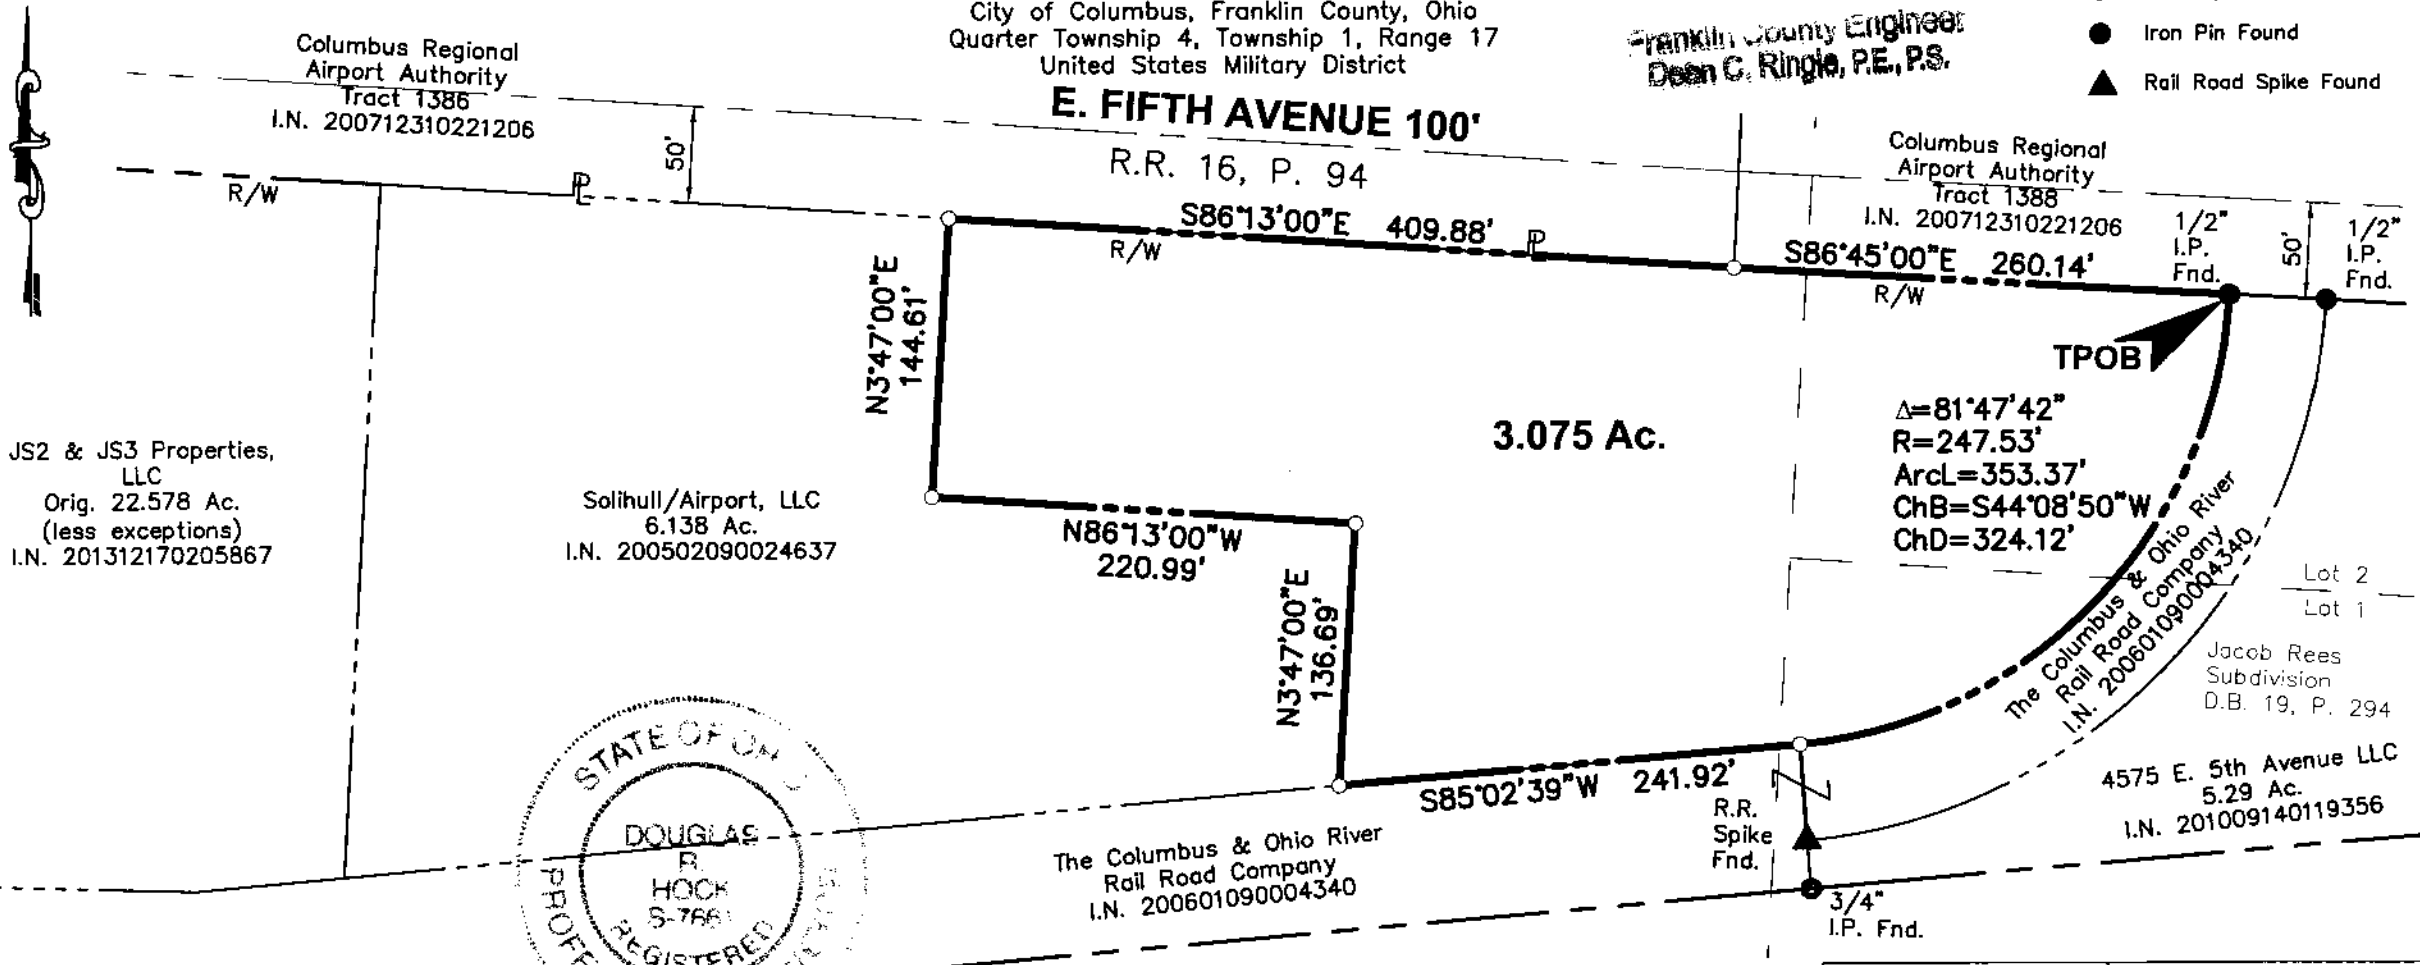 City of Columbus, Franklin County, Ohio
Quarter Township 4, Township 1, Range 17
United States Military District
Franklin County Engineer
Dean C. Ringle, P.E., P.S.
Iron Pin Found
Rail Road Spike Found
Columbus Regional
Airport Authority
Tract 1386
I.N. 200712310221206
50'
E. FIFTH AVENUE 100'
R.R. 16, P. 94
Columbus Regional
Airport Authority
Tract 1388
I.N. 200712310221206
R/W
PL
S86°13'00"E 409.88'
R/W
PL
S86°45'00"E 260.14'
R/W
1/2"
I.P.
Fnd.
50'
1/2"
I.P.
Fnd.
TPOB
N3°47'00"E
144.61'
3.075 Ac.
Δ=81°47'42"
R=247.53'
ArcL=353.37'
ChB=S44°08'50"W
ChD=324.12'
JS2 & JS3 Properties,
LLC
Orig. 22.578 Ac.
(less exceptions)
I.N. 201312170205867
Solihull/Airport, LLC
6.138 Ac.
I.N. 200502090024637
N86°13'00"W
220.99'
N3°47'00"E
136.69'
The Columbus & Ohio River
Rail Road Company
I.N. 200601090004340
Lot 2
Lot 1
Jacob Rees
Subdivision
D.B. 19, P. 294
S85°02'39"W 241.92'
R.R.
Spike
Fnd.
4575 E. 5th Avenue LLC
5.29 Ac.
I.N. 201009140119356
The Columbus & Ohio River
Rail Road Company
I.N. 200601090004340
3/4"
I.P. Fnd.
STATE OF
DOUGLAS
R.
HOCK
S-7661
REGISTERED